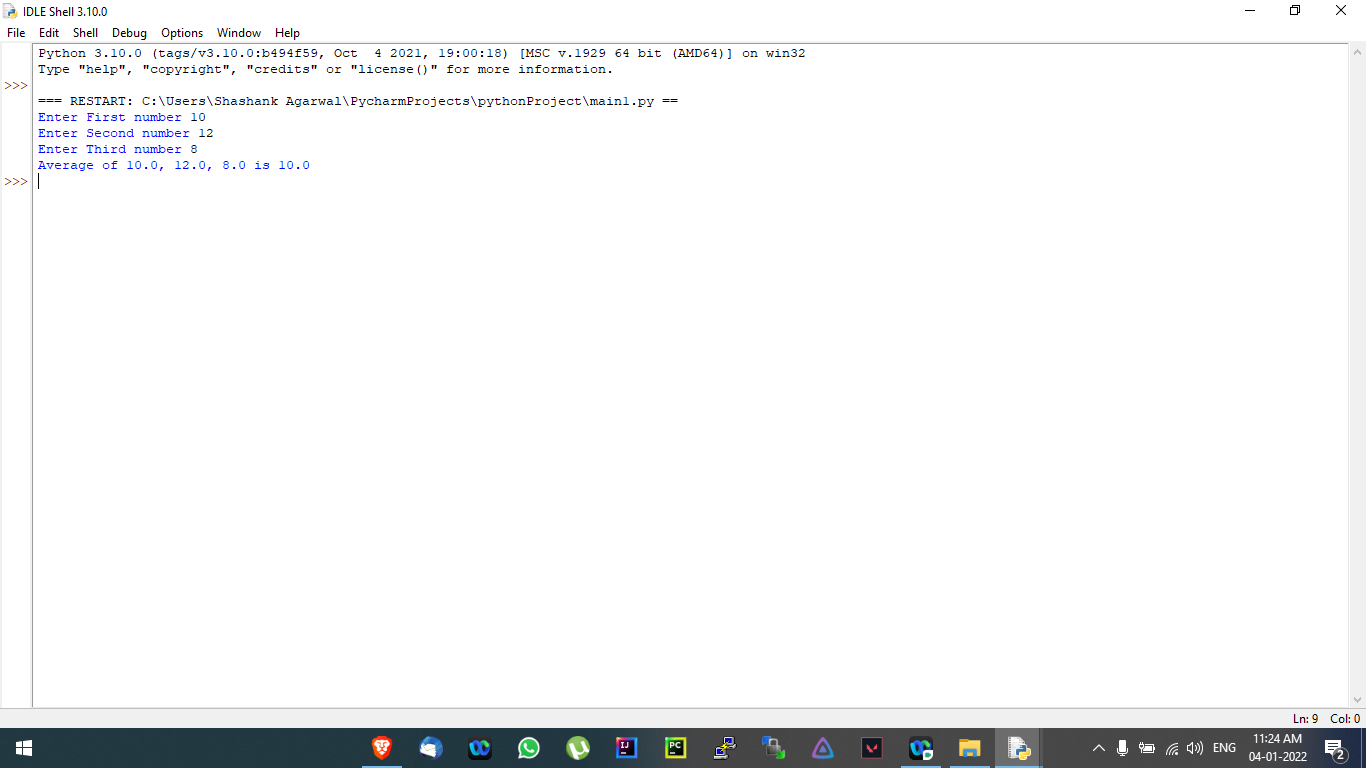 IDLE Shell 3.10.0
File Edit Shell Debug Options Window Help
Python 3.10.0 (tags/v3.10.0:b494f59, Oct  4 2021, 19:00:18) [MSC v.1929 64 bit (AMD64)] on win32
Type "help", "copyright", "credits" or "license()" for more information.
>>>
=== RESTART: C:\Users\Shashank Agarwal\PycharmProjects\pythonProject\main1.py ==
Enter First number 10
Enter Second number 12
Enter Third number 8
Average of 10.0, 12.0, 8.0 is 10.0
>>>
Ln: 9 Col: 0
IJ PC ENG 11:24 AM
04-01-2022 2